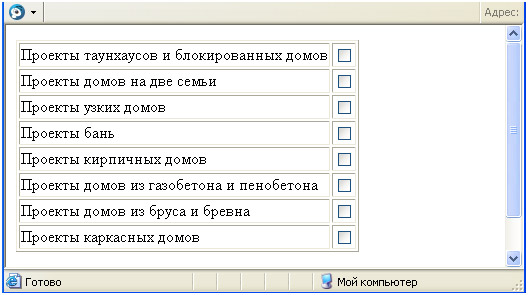 Адрес:
Проекты таунхаусов и блокированных домов
Проекты домов на две семьи
Проекты узких домов
Проекты бань
Проекты кирпичных домов
Проекты домов из газобетона и пенобетона
Проекты домов из бруса и бревна
Проекты каркасных домов
Готово Мой компьютер